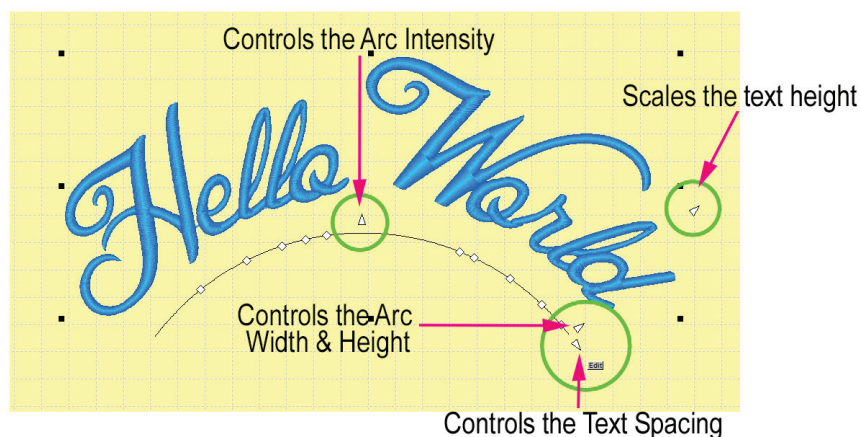 Controls the Arc Intensity
Scales the text height
Hello World
Controls the Arc
Width & Height
Edit
Controls the Text Spacing